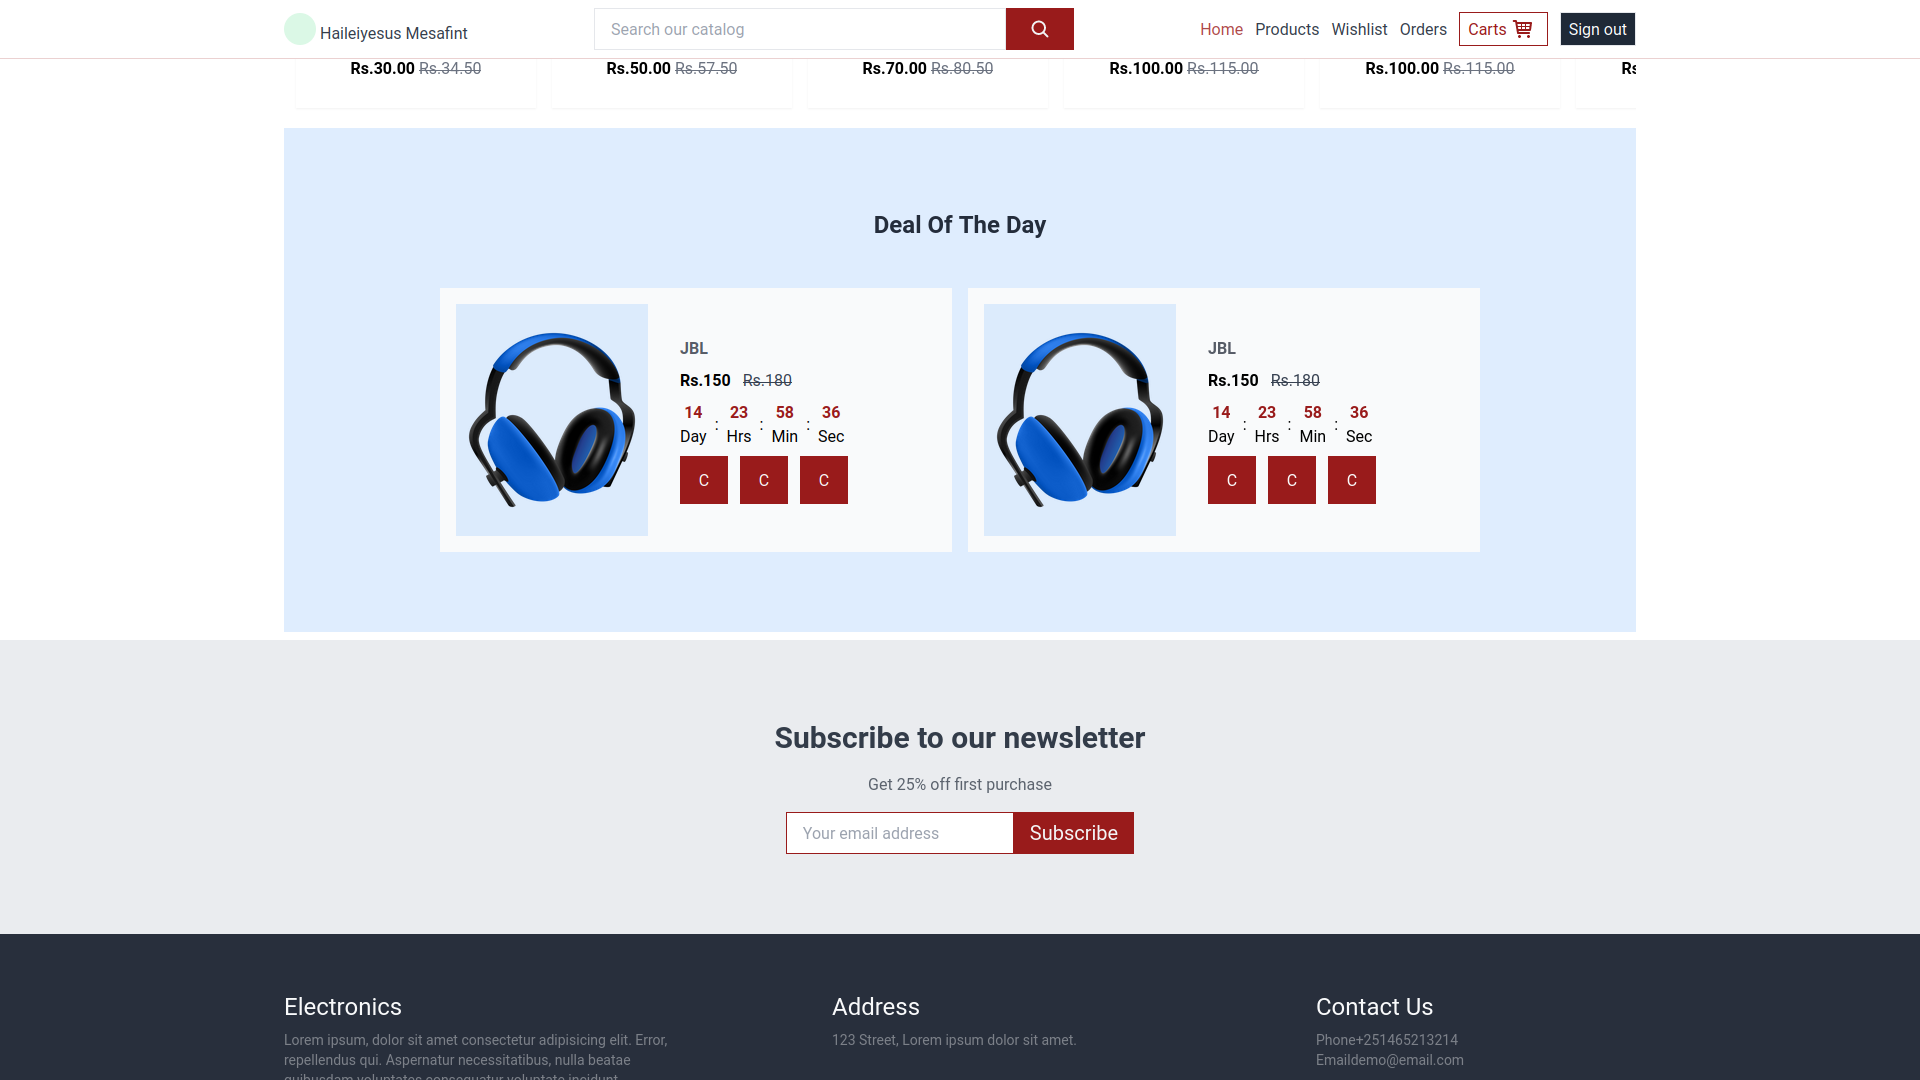 Haileiyesus Mesafint
Search our catalog
Home Products Wishlist Orders Carts Sign out
Rs.30.00 Rs.34.50 Rs.50.00 Rs.57.50 Rs.70.00 Rs.80.50 Rs.100.00 Rs.115.00 Rs.100.00 Rs.115.00 Rs
Deal Of The Day
JBL
Rs.150 Rs.180
14 : 23 : 58 : 36
Day Hrs Min Sec
C C C
JBL
Rs.150 Rs.180
14 : 23 : 58 : 36
Day Hrs Min Sec
C C C
Subscribe to our newsletter
Get 25% off first purchase
Your email address Subscribe
Electronics
Lorem ipsum, dolor sit amet consectetur adipisicing elit. Error,
repellendus qui. Aspernatur necessitatibus, nulla beatae
quibusdam voluptates consequatur voluptate incidunt
Address
123 Street, Lorem ipsum dolor sit amet.
Contact Us
Phone+251465213214
Emaildemo@email.com